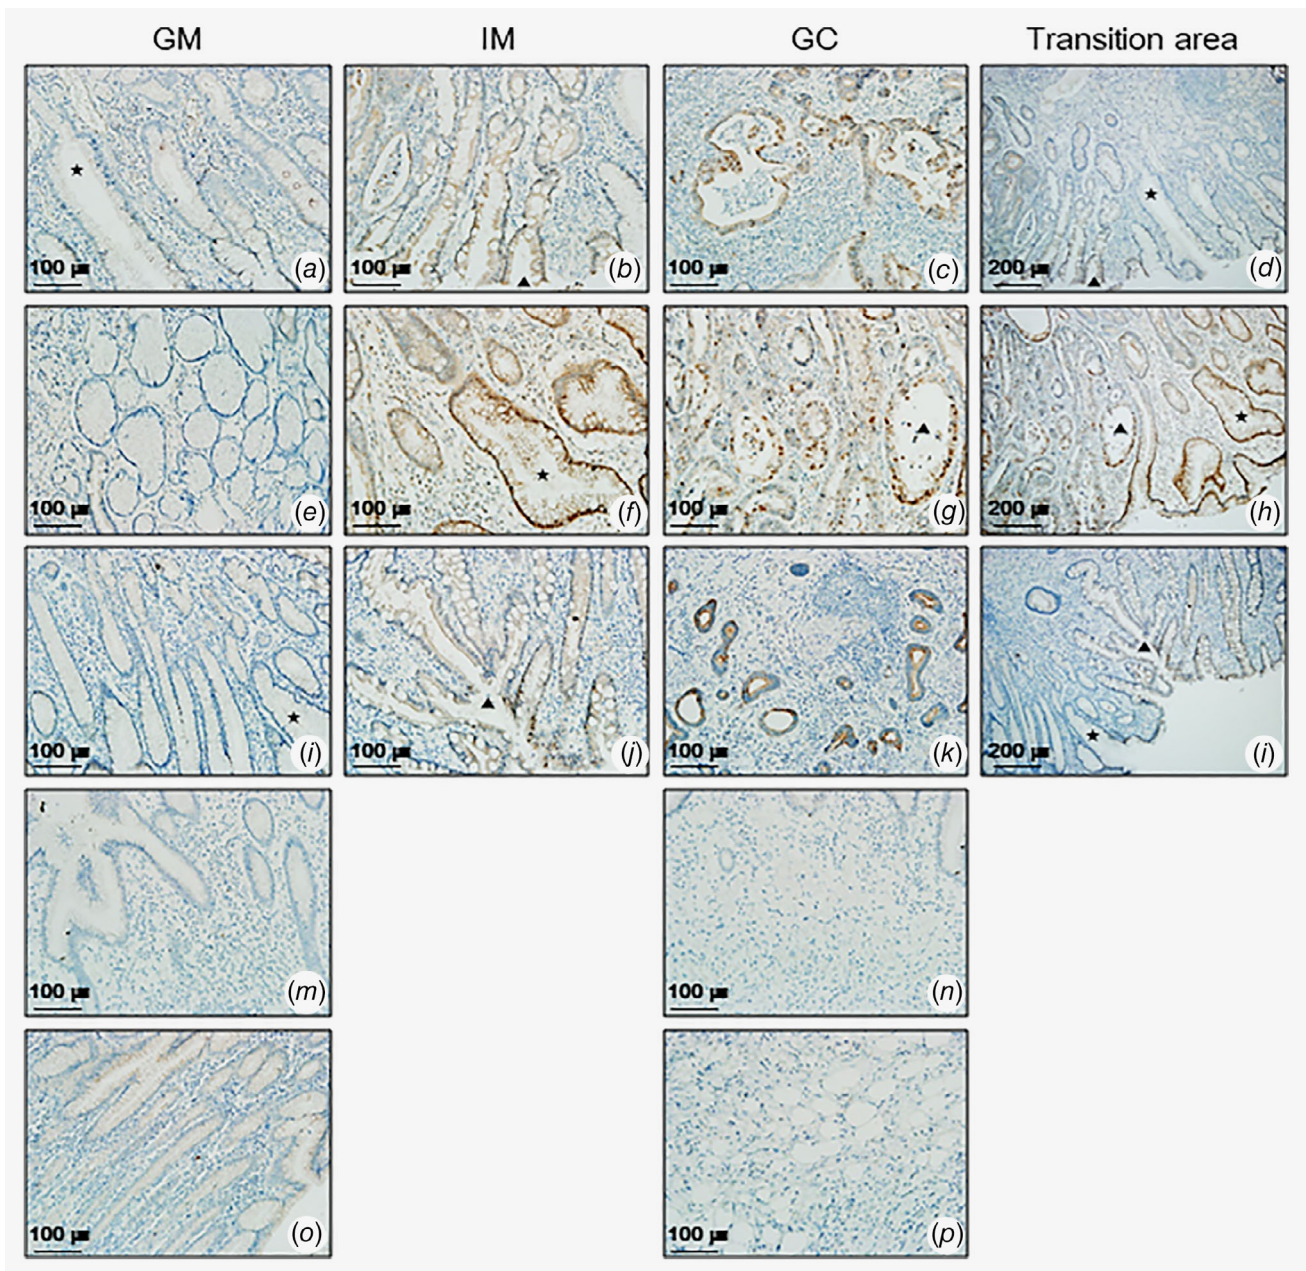 GM IM GC Transition area
100 µm (a) 100 µm (b) 100 µm (c) 200 µm (d)
100 µm (e) 100 µm (f) 100 µm (g) 200 µm (h)
100 µm (i) 100 µm (j) 100 µm (k) 200 µm (i)
100 µm (m) 100 µm (n)
100 µm (o) 100 µm (p)